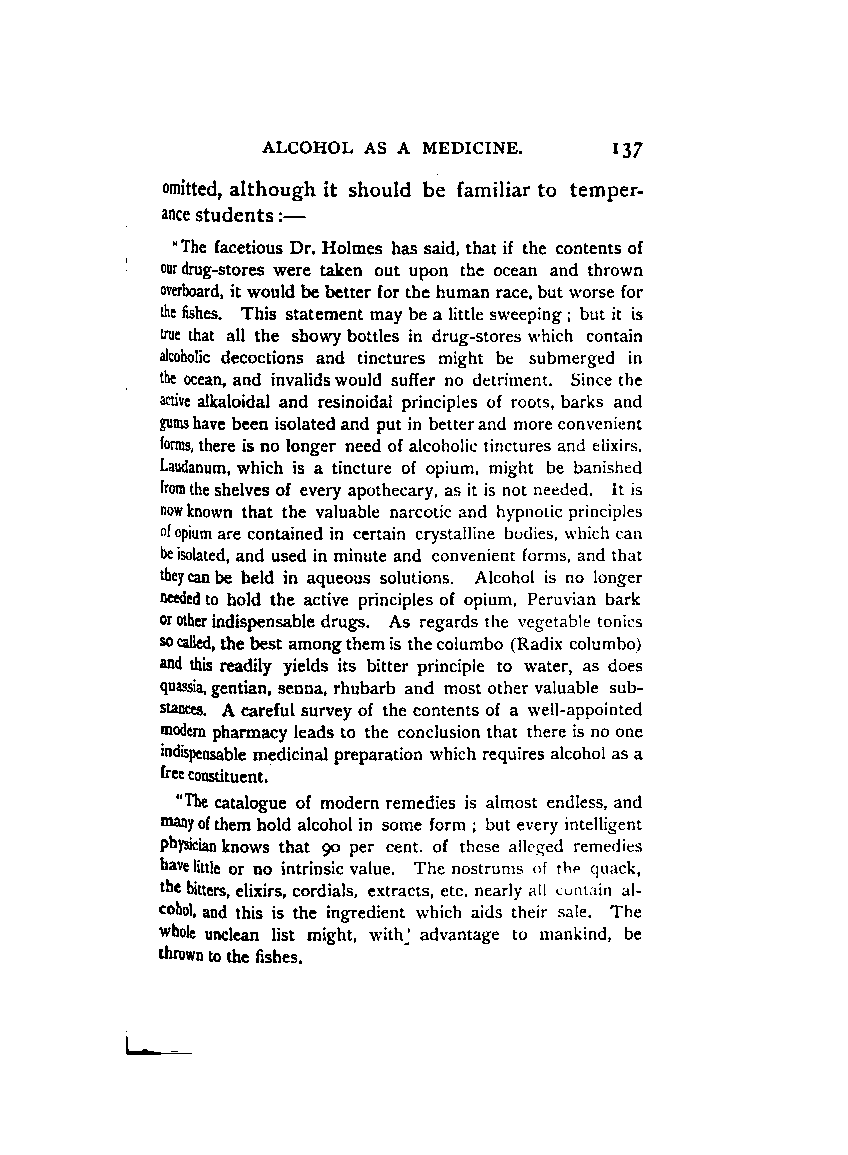 ALCOHOL AS A MEDICINE. 137
omitted, although it should be familiar to temper-
ance students :—
"The facetious Dr. Holmes has said, that if the contents of
our drug-stores were taken out upon the ocean and thrown
overboard, it would be better for the human race, but worse for
the fishes. This statement may be a little sweeping ; but it is
true that all the showy bottles in drug-stores which contain
alcoholic decoctions and tinctures might be submerged in
the ocean, and invalids would suffer no detriment. Since the
active alkaloidal and resinoidal principles of roots, barks and
gums have been isolated and put in better and more convenient
forms, there is no longer need of alcoholic tinctures and elixirs.
Laudanum, which is a tincture of opium, might be banished
from the shelves of every apothecary, as it is not needed. It is
now known that the valuable narcotic and hypnotic principles
of opium are contained in certain crystalline bodies, which can
be isolated, and used in minute and convenient forms, and that
they can be held in aqueous solutions. Alcohol is no longer
needed to hold the active principles of opium, Peruvian bark
or other indispensable drugs. As regards the vegetable tonics
so called, the best among them is the columbo (Radix columbo)
and this readily yields its bitter principle to water, as does
quassia, gentian, senna, rhubarb and most other valuable sub-
stances. A careful survey of the contents of a well-appointed
modern pharmacy leads to the conclusion that there is no one
indispensable medicinal preparation which requires alcohol as a
free constituent.
"The catalogue of modern remedies is almost endless, and
many of them hold alcohol in some form ; but every intelligent
physician knows that 90 per cent. of these alleged remedies
have little or no intrinsic value. The nostrums of the quack,
the bitters, elixirs, cordials, extracts, etc. nearly all contain al-
cohol, and this is the ingredient which aids their sale. The
whole unclean list might, with advantage to mankind, be
thrown to the fishes.